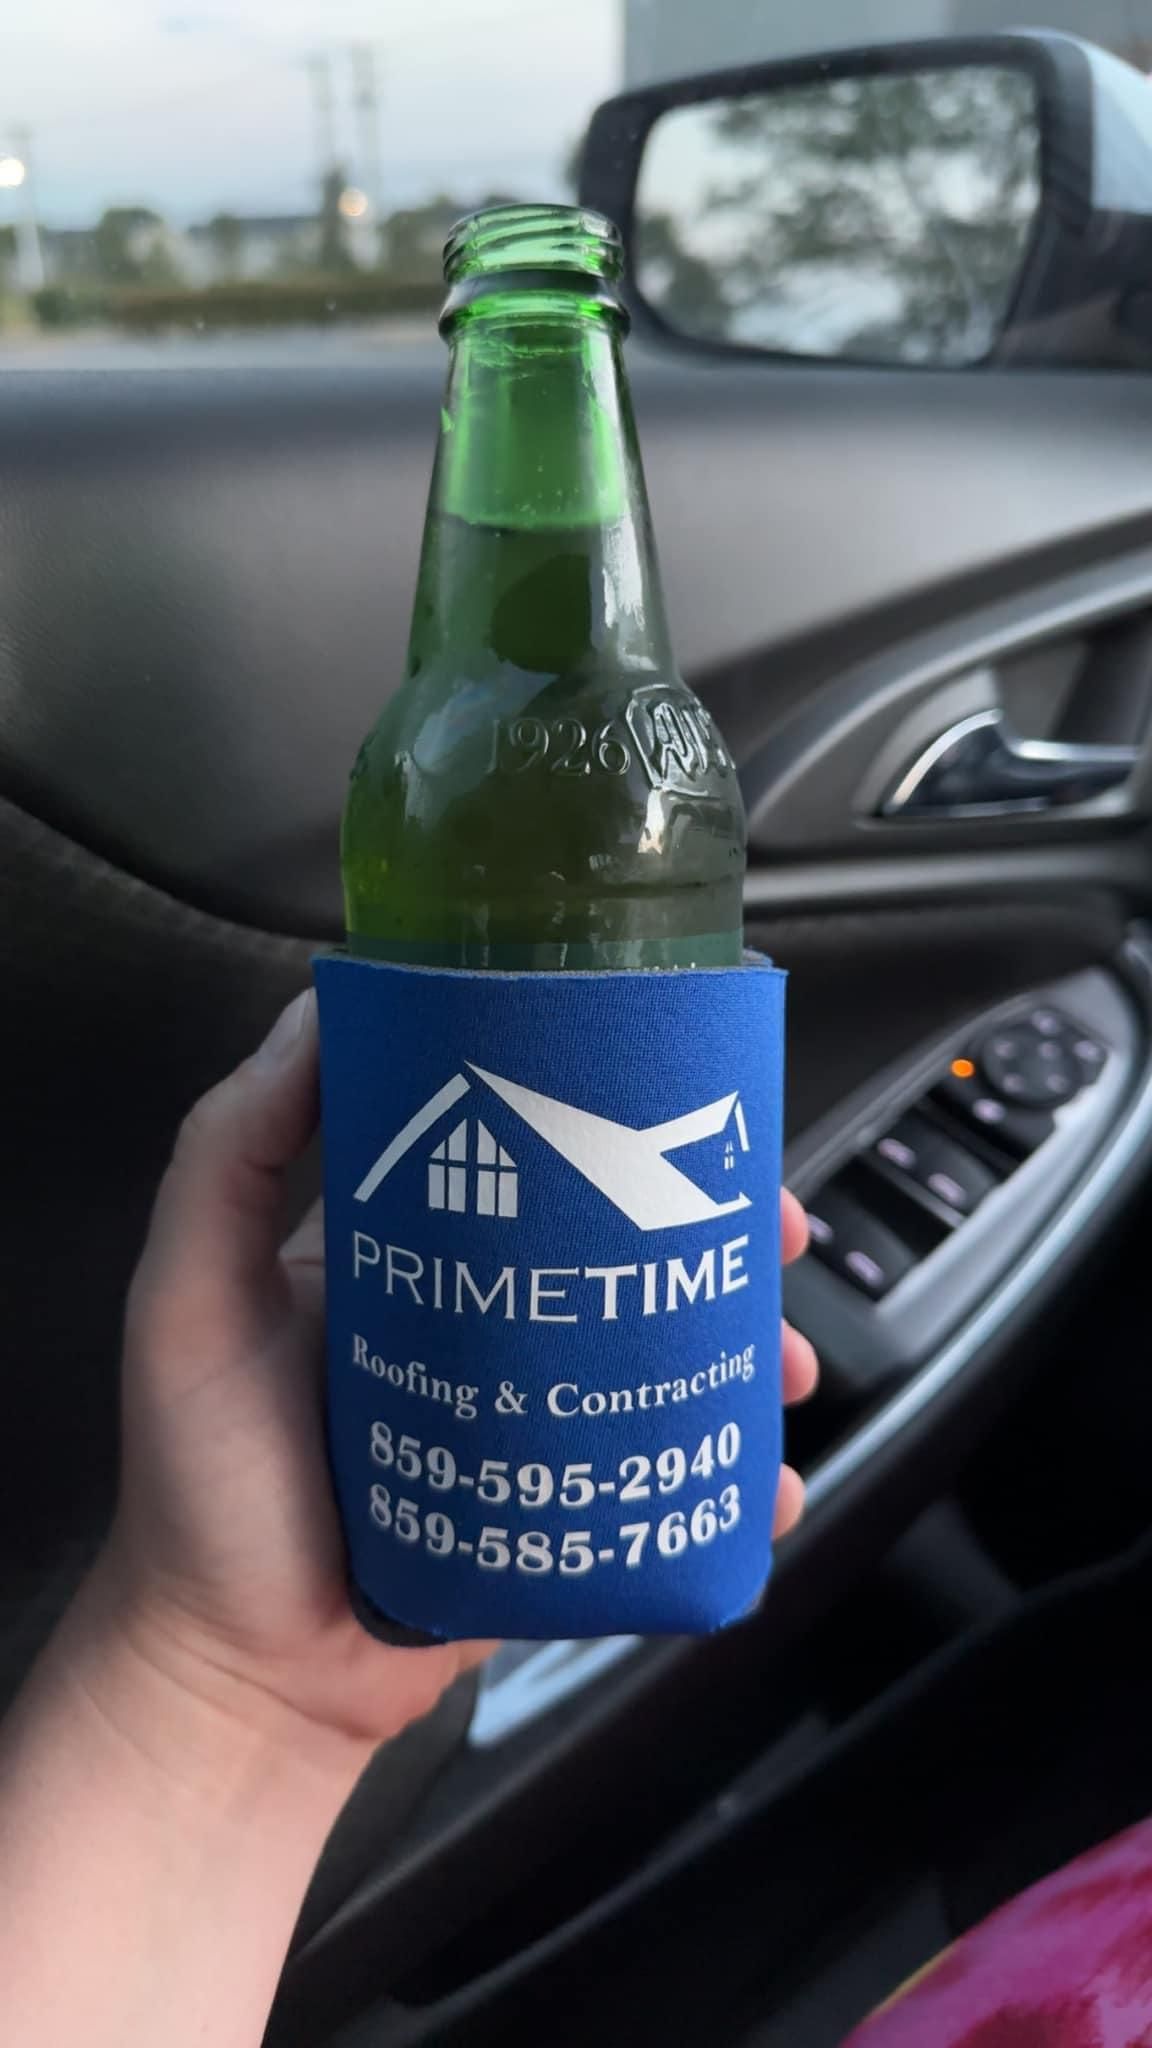 1926
PRIMETIME
Roofing & Contracting
859-595-2940
859-585-7663